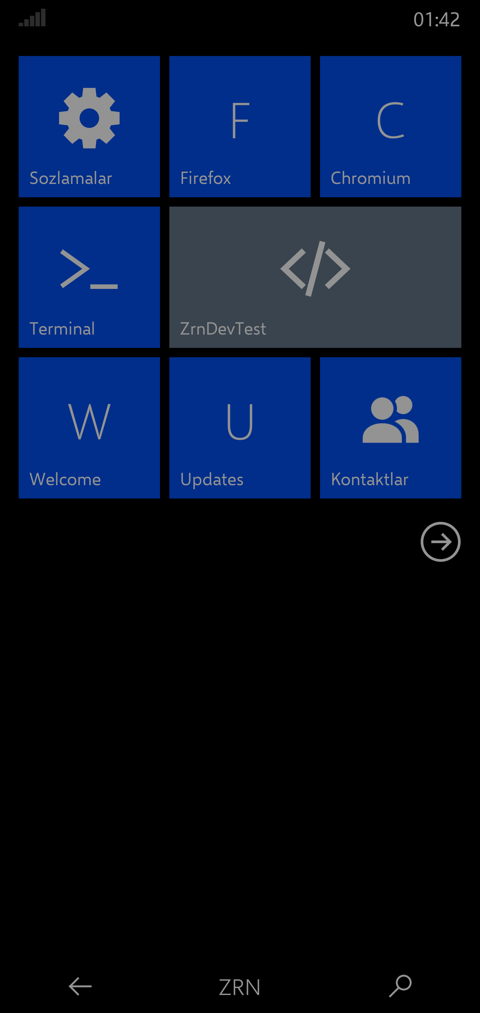 01:42
F
C
Sozlamalar
Firefox
Chromium
Terminal
ZrnDevTest
W
U
Welcome
Updates
Kontaktlar
ZRN